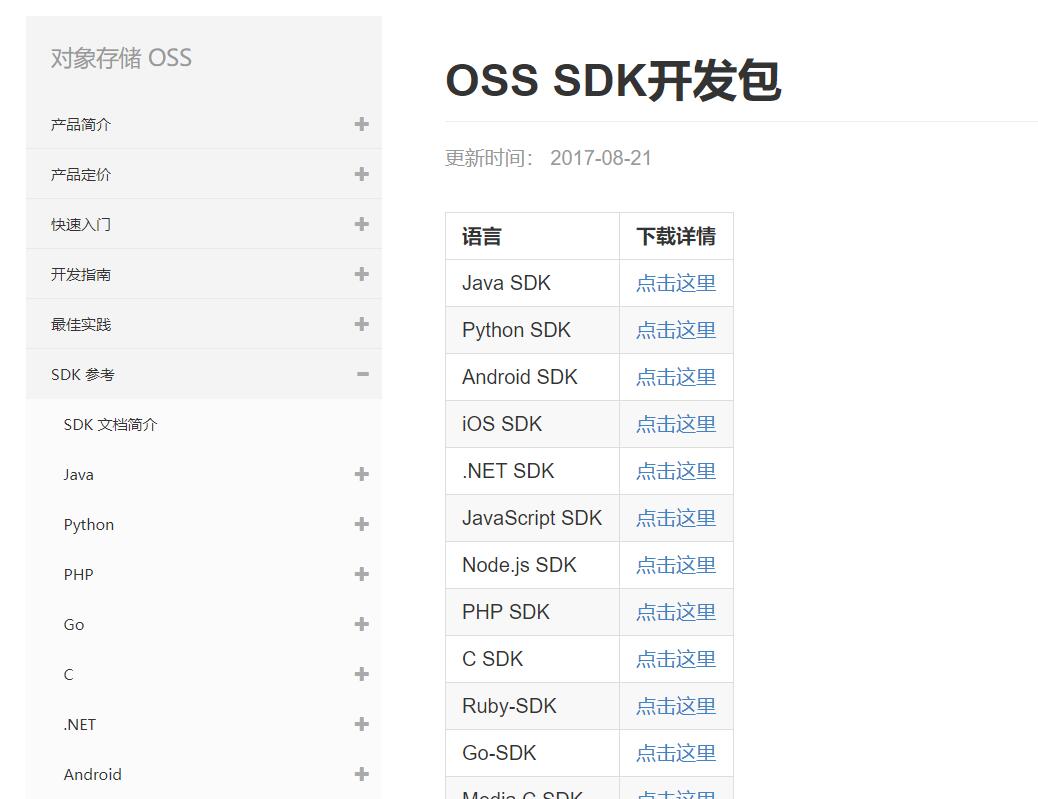 对象存储 OSS
产品简介
产品定价
快速入门
开发指南
最佳实践
SDK 参考
SDK 文档简介
Java
Python
PHP
Go
C
.NET
Android
OSS SDK开发包
更新时间： 2017-08-21
语言 下载详情
Java SDK 点击这里
Python SDK 点击这里
Android SDK 点击这里
iOS SDK 点击这里
.NET SDK 点击这里
JavaScript SDK 点击这里
Node.js SDK 点击这里
PHP SDK 点击这里
C SDK 点击这里
Ruby-SDK 点击这里
Go-SDK 点击这里
Media-C-SDK 点击这里